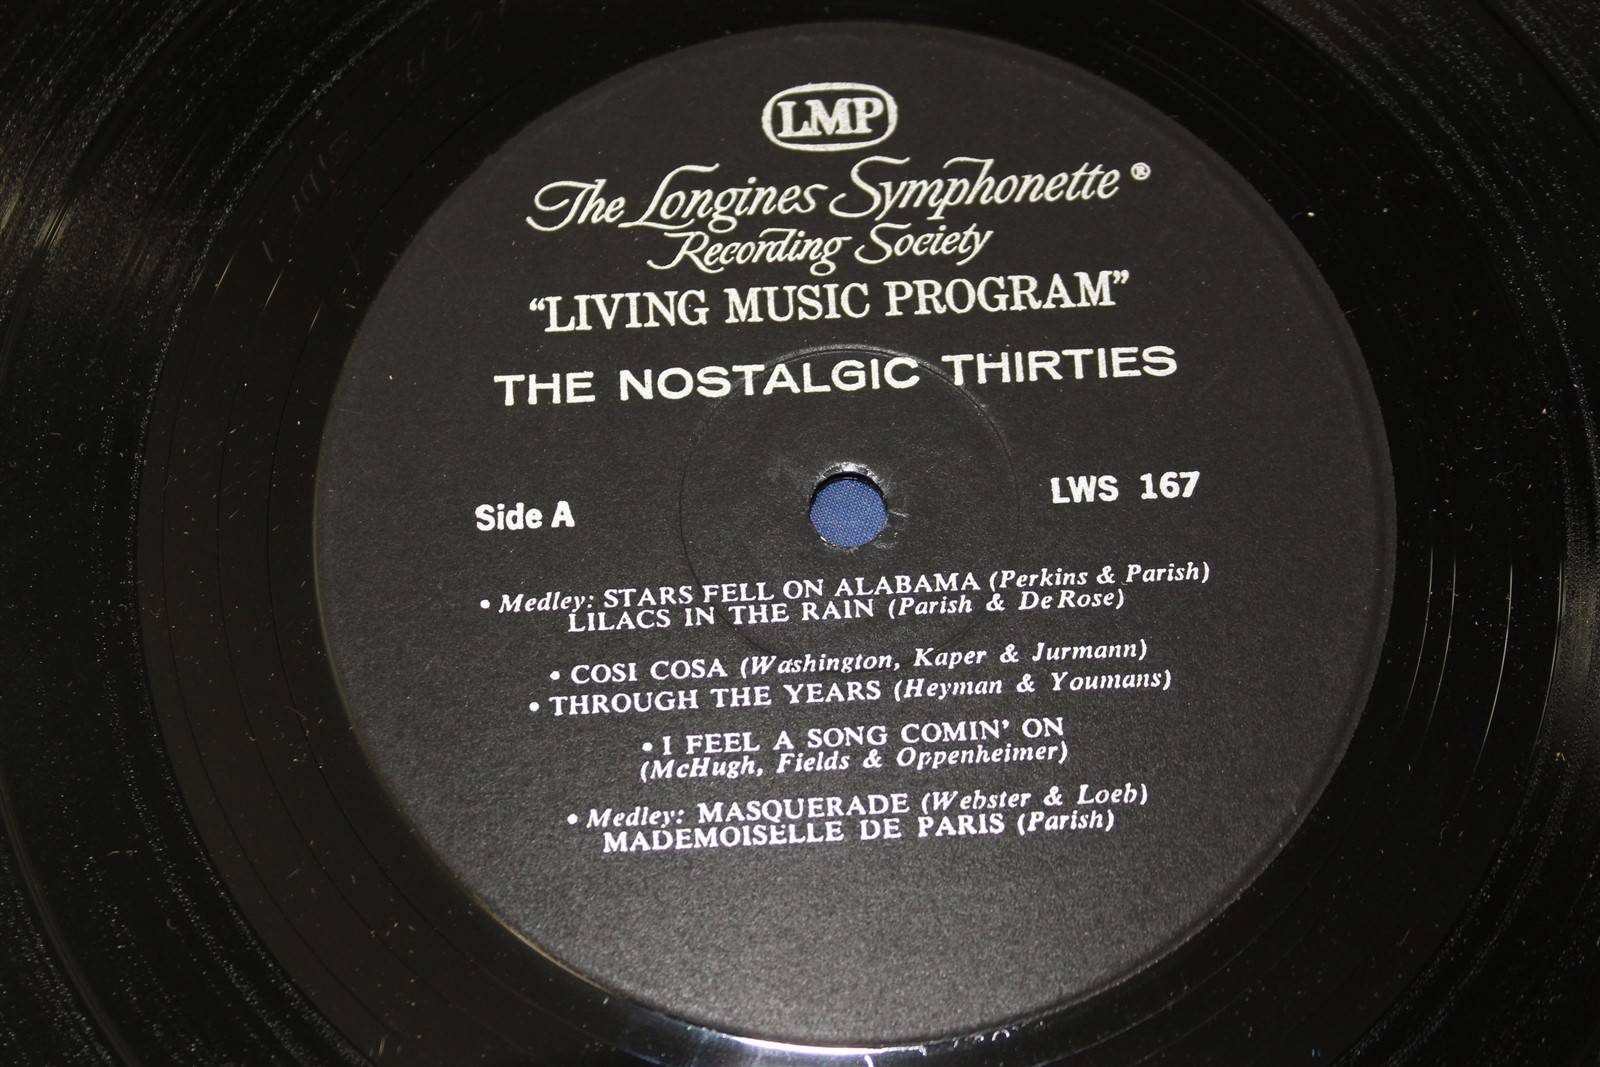 LMP
The Longines Symphonette ®
Recording Society
“LIVING MUSIC PROGRAM”
THE NOSTALGIC THIRTIES
Side A
LWS 167
• Medley: STARS FELL ON ALABAMA (Perkins & Parish)
LILACS IN THE RAIN (Parish & De Rose)
• COSI COSA (Washington, Kaper & Jurmann)
• THROUGH THE YEARS (Heyman & Youmans)
• I FEEL A SONG COMIN’ ON
(McHugh, Fields & Oppenheimer)
• Medley: MASQUERADE (Webster & Loeb)
MADEMOISELLE DE PARIS (Parish)